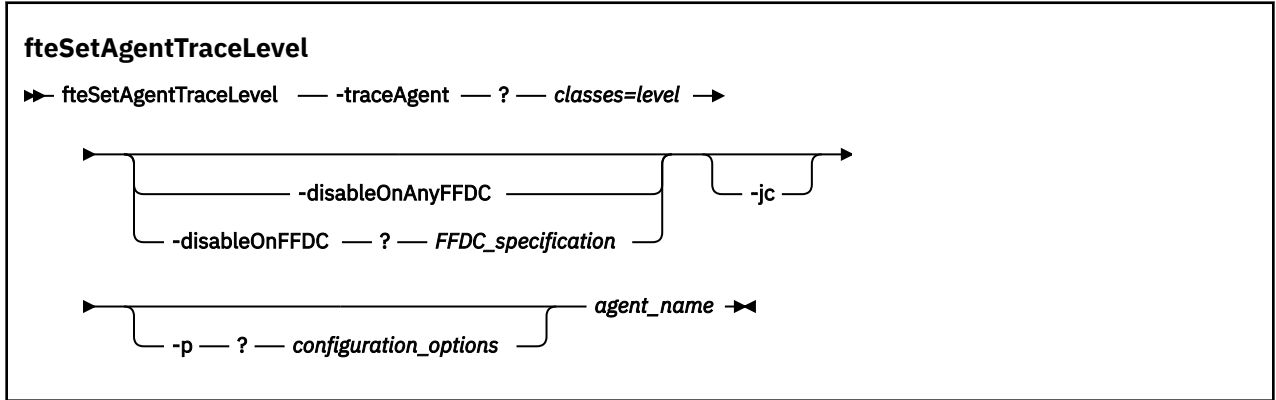 fteSetAgentTraceLevel
fteSetAgentTraceLevel -traceAgent ? classes=level
-disableOnAnyFFDC
-jc
-disableOnFFDC ? FFDC_specification
agent_name
-p ? configuration_options